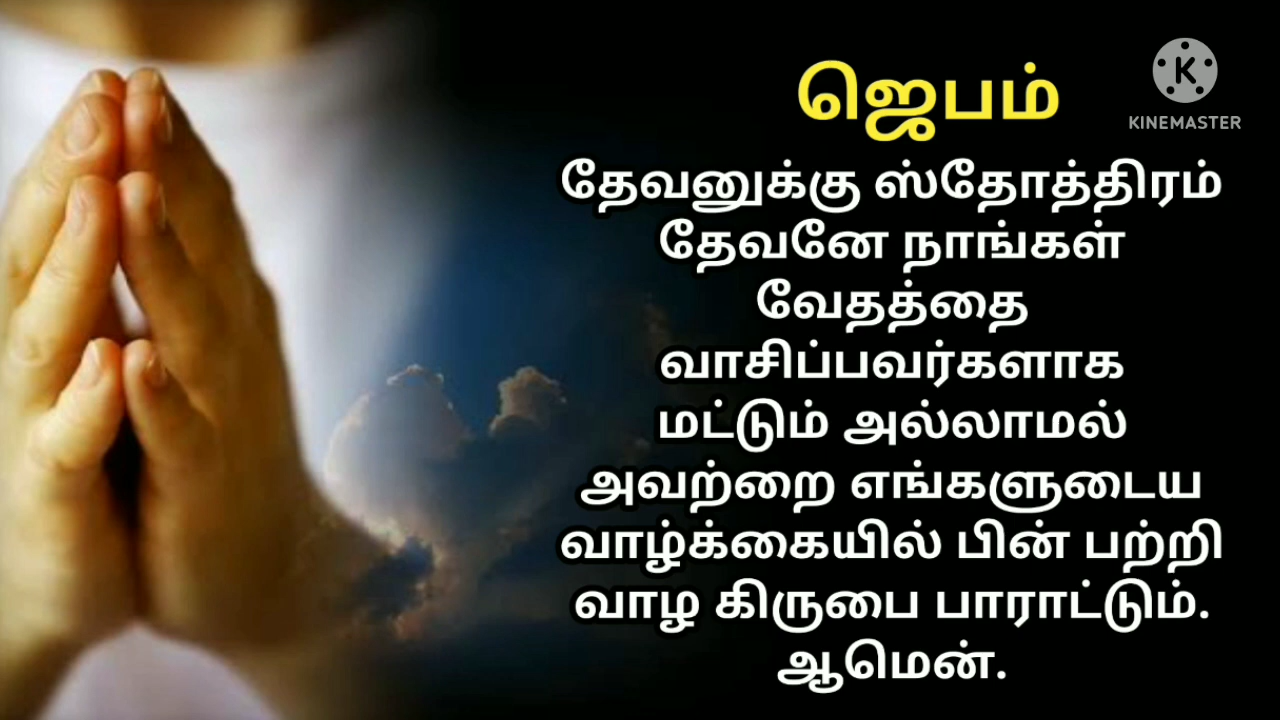 ஜெபம்
KINEMASTER
தேவனுக்கு ஸ்தோத்திரம்
தேவனே நாங்கள்
வேதத்தை
வாசிப்பவர்களாக
மட்டும் அல்லாமல்
அவற்றை எங்களுடைய
வாழ்க்கையில் பின் பற்றி
வாழ கிருபை பாராட்டும்.
ஆமென்.